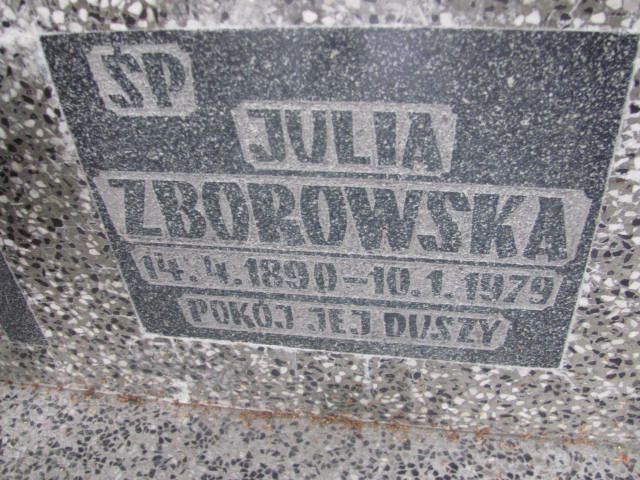 ŚP
JULIA
ZBOROWSKA
14.4.1890-10.1.1979
POKÓJ JEJ DUSZY